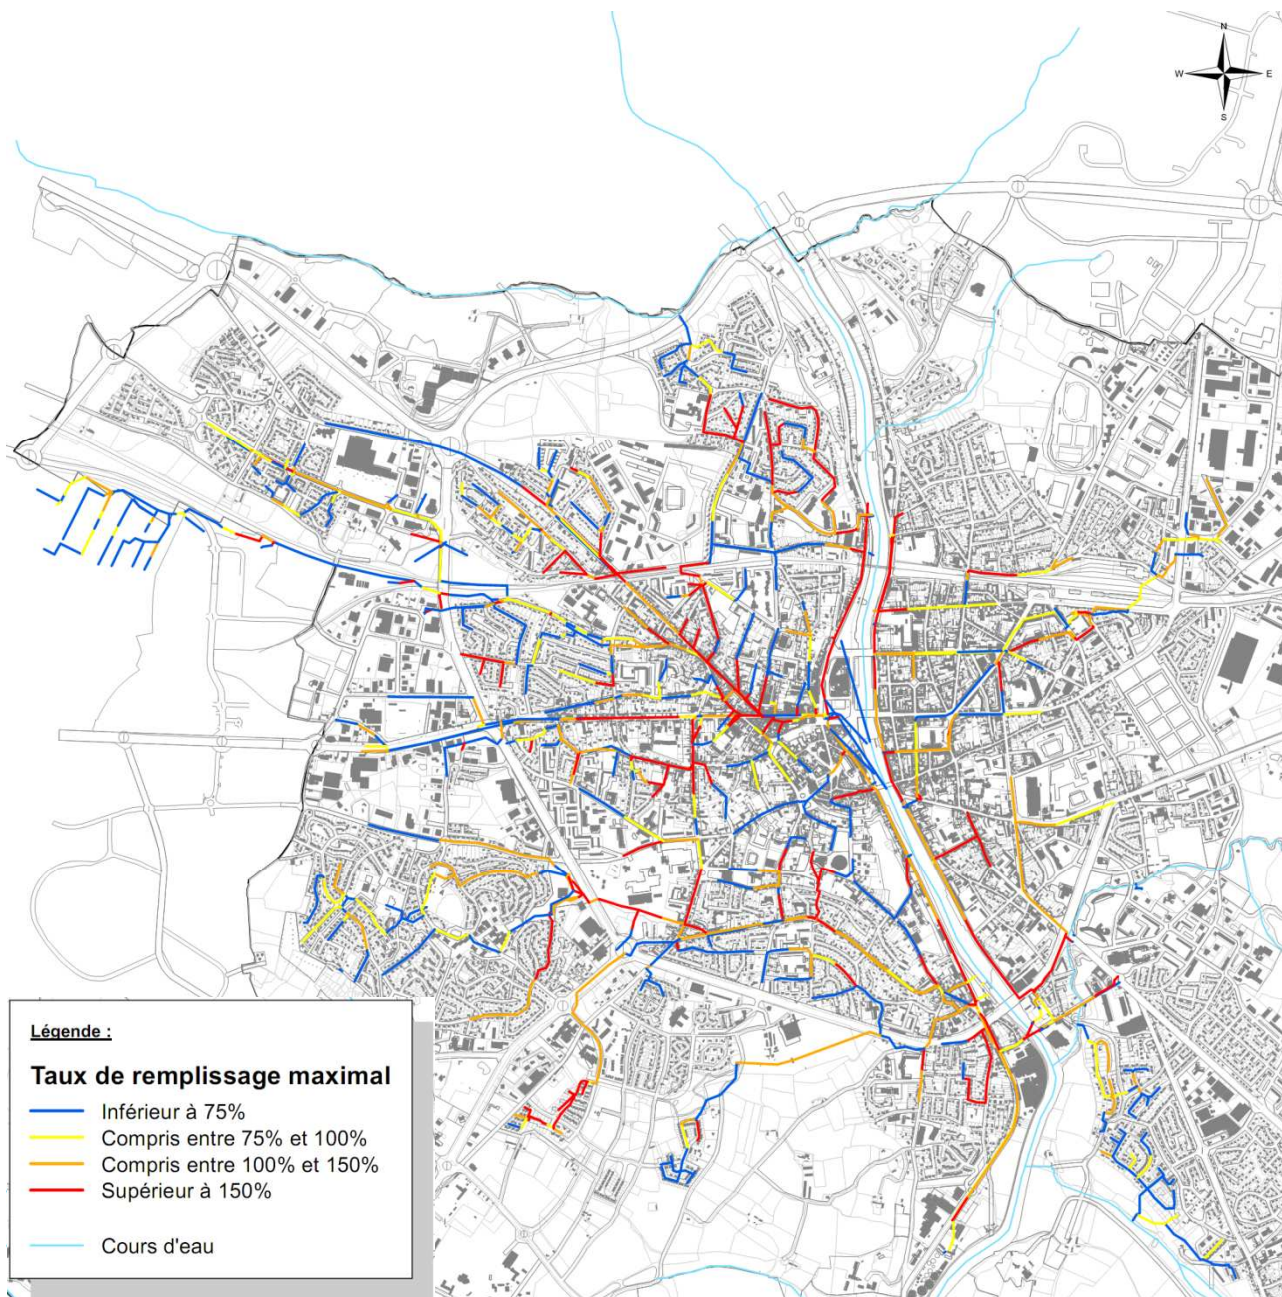 N
W E
S
Légende :
Taux de remplissage maximal
Inférieur à 75%
Compris entre 75% et 100%
Compris entre 100% et 150%
Supérieur à 150%
Cours d'eau